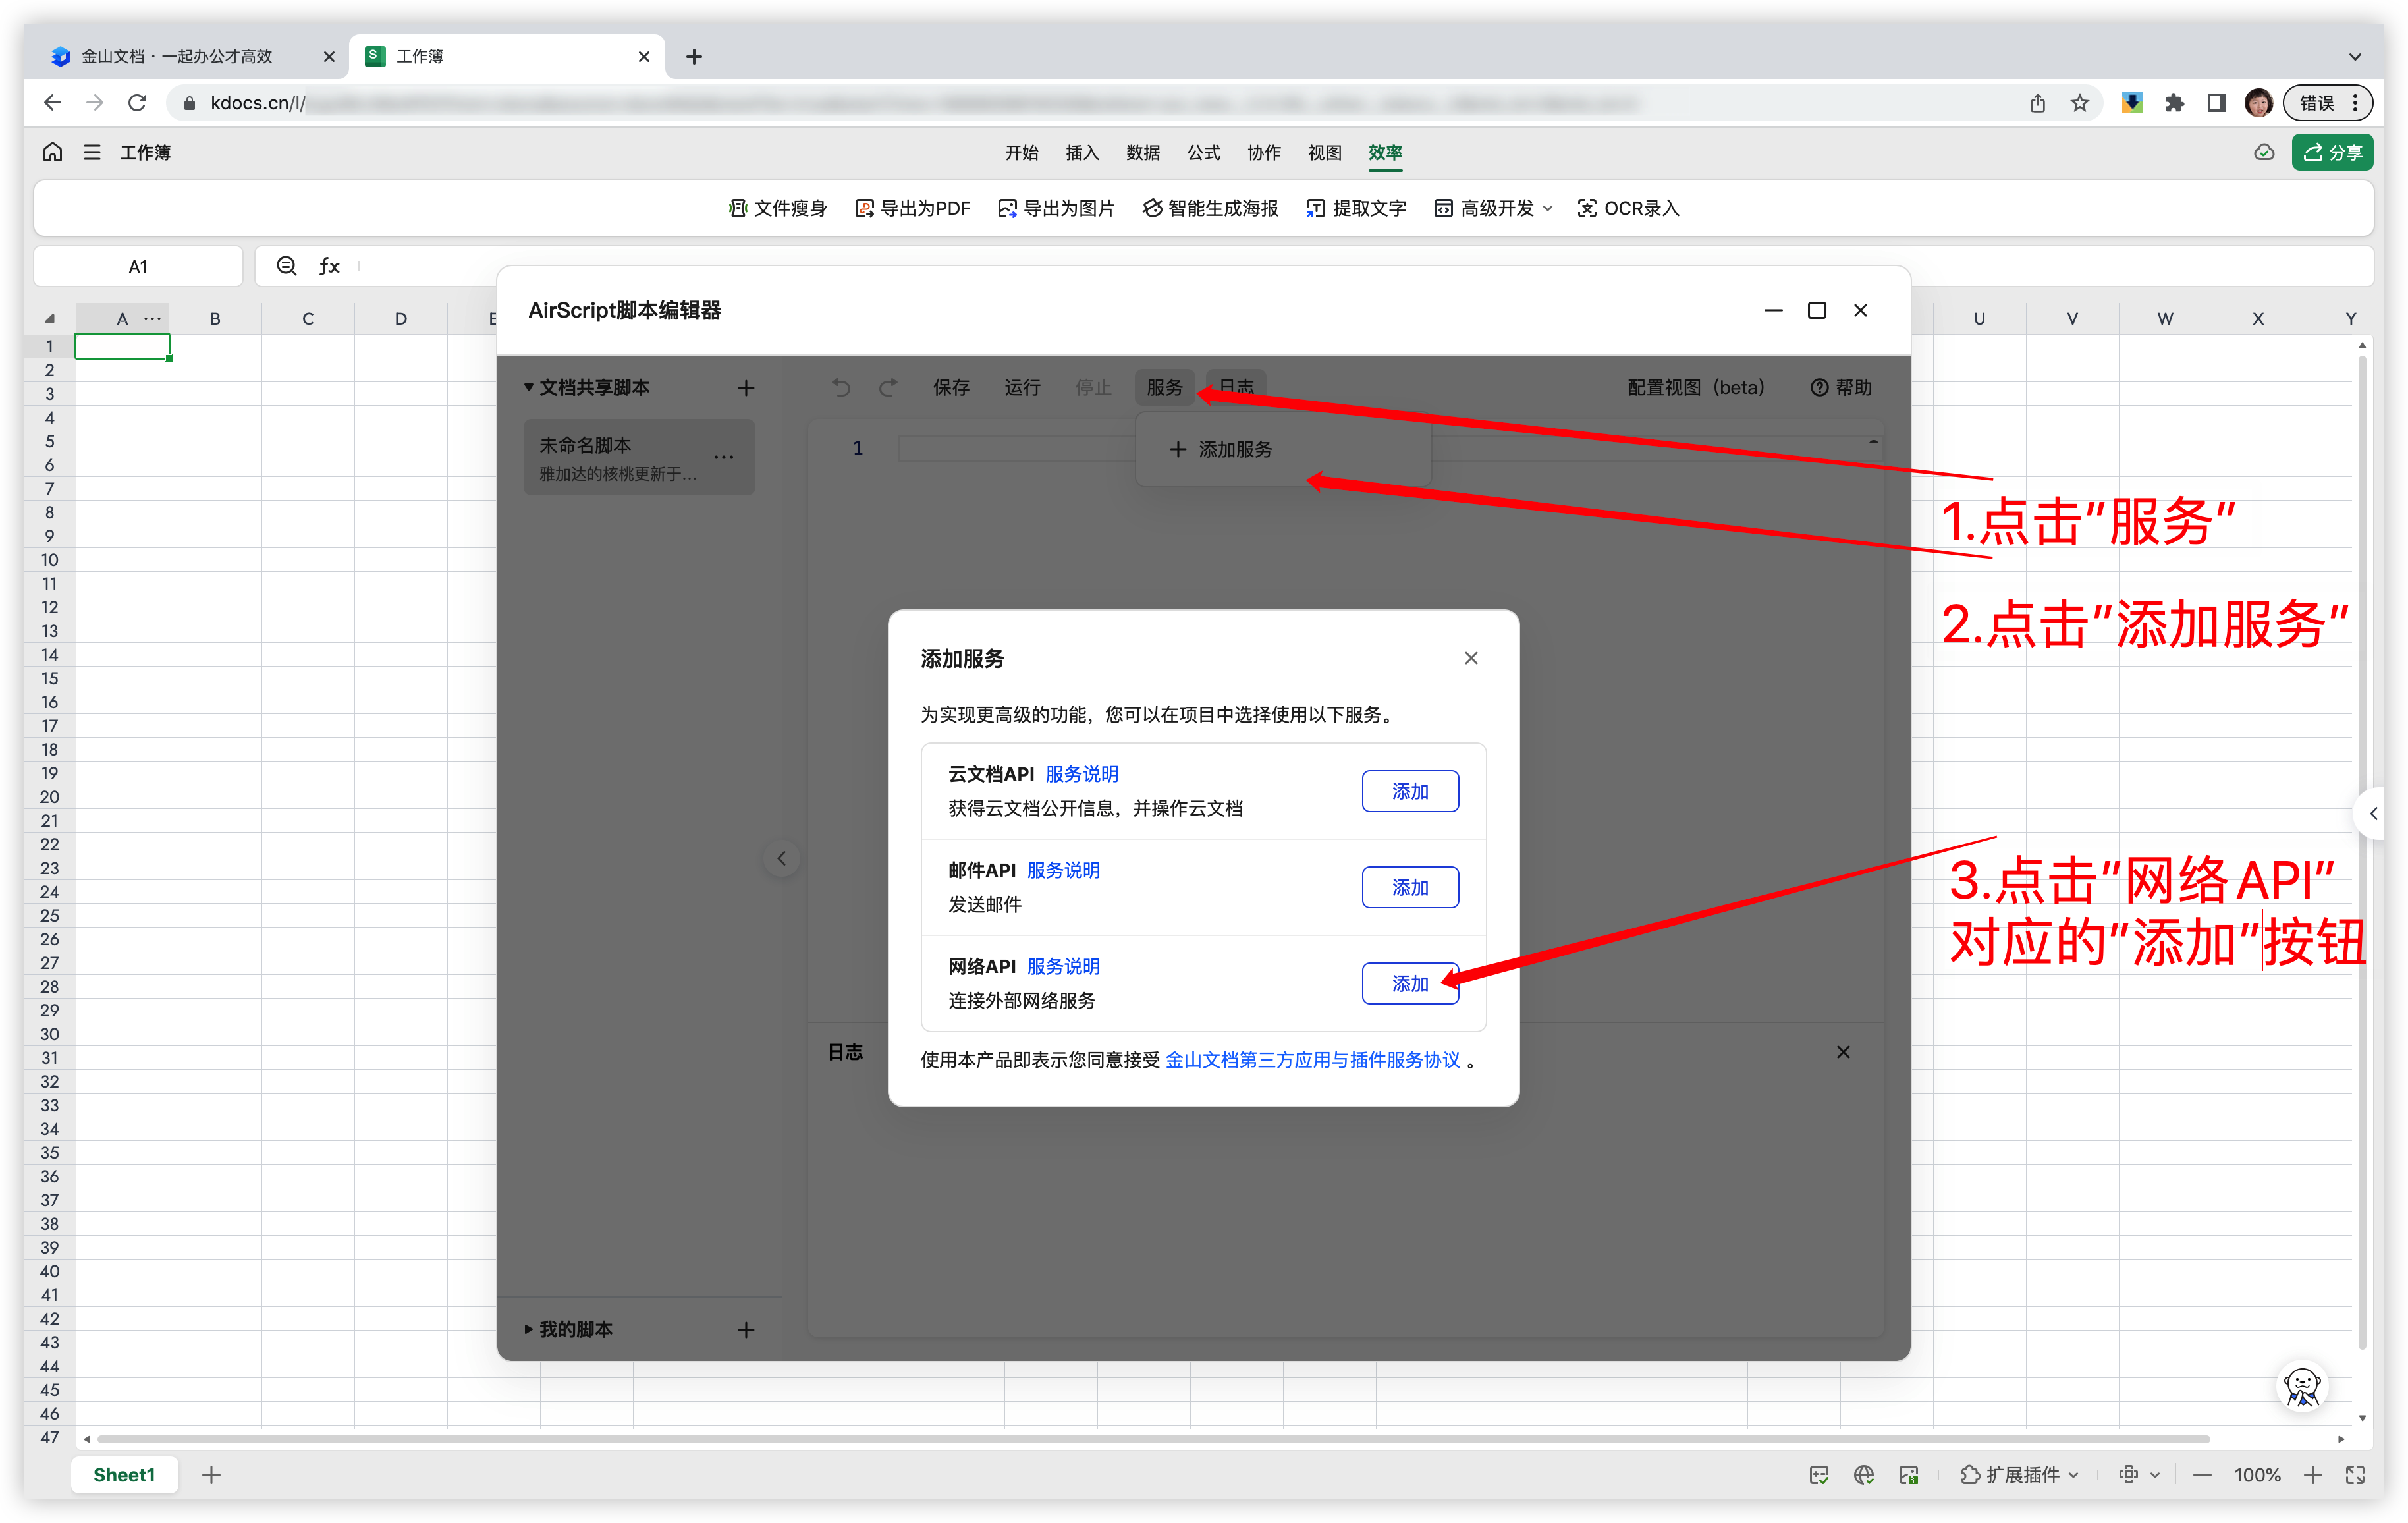 金山文档 · 一起办公才高效
工作簿
kdocs.cn/l/
错误
工作簿
开始 插入 数据 公式 协作 视图 效率
分享
文件瘦身 导出为PDF 导出为图片 智能生成海报 提取文字 高级开发 OCR录入
A1
fx
A B C D E U V W X Y
1
2
3
4
5
6
7
8
9
10
11
12
13
14
15
16
17
18
19
20
21
22
23
24
25
26
27
28
29
30
31
32
33
34
35
36
37
38
39
40
41
42
43
44
45
46
47
AirScript脚本编辑器
文档共享脚本
保存 运行 停止 服务 日志 配置视图（beta） 帮助
未命名脚本
雅加达的核桃更新于...
1
添加服务
1.点击"服务"
2.点击"添加服务"
3.点击"网络API"
对应的"添加"按钮
添加服务
为实现更高级的功能，您可以在项目中选择使用以下服务。
云文档API 服务说明
获得云文档公开信息，并操作云文档
添加
邮件API 服务说明
发送邮件
添加
网络API 服务说明
连接外部网络服务
添加
使用本产品即表示您同意接受 金山文档第三方应用与插件服务协议 。
日志
我的脚本
Sheet1
扩展插件
100%